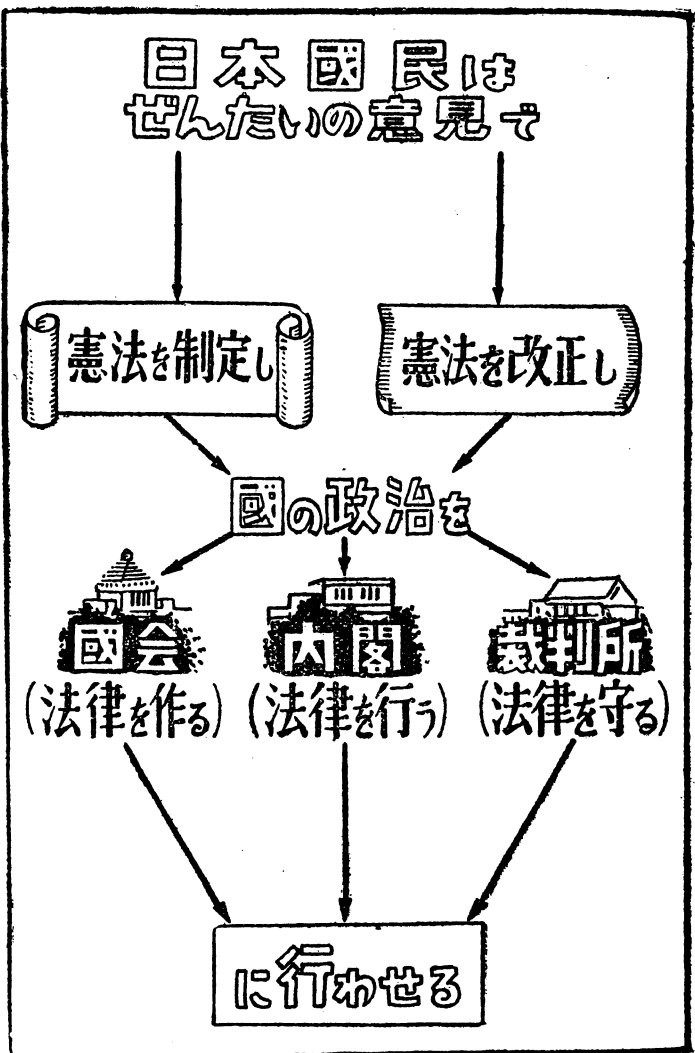 日本國民は
ぜんたいの意見で
憲法を制定し
憲法を改正し
國の政治を
國会
内閣
裁判所
(法律を作る)
(法律を行う)
(法律を守る)
に行わせる